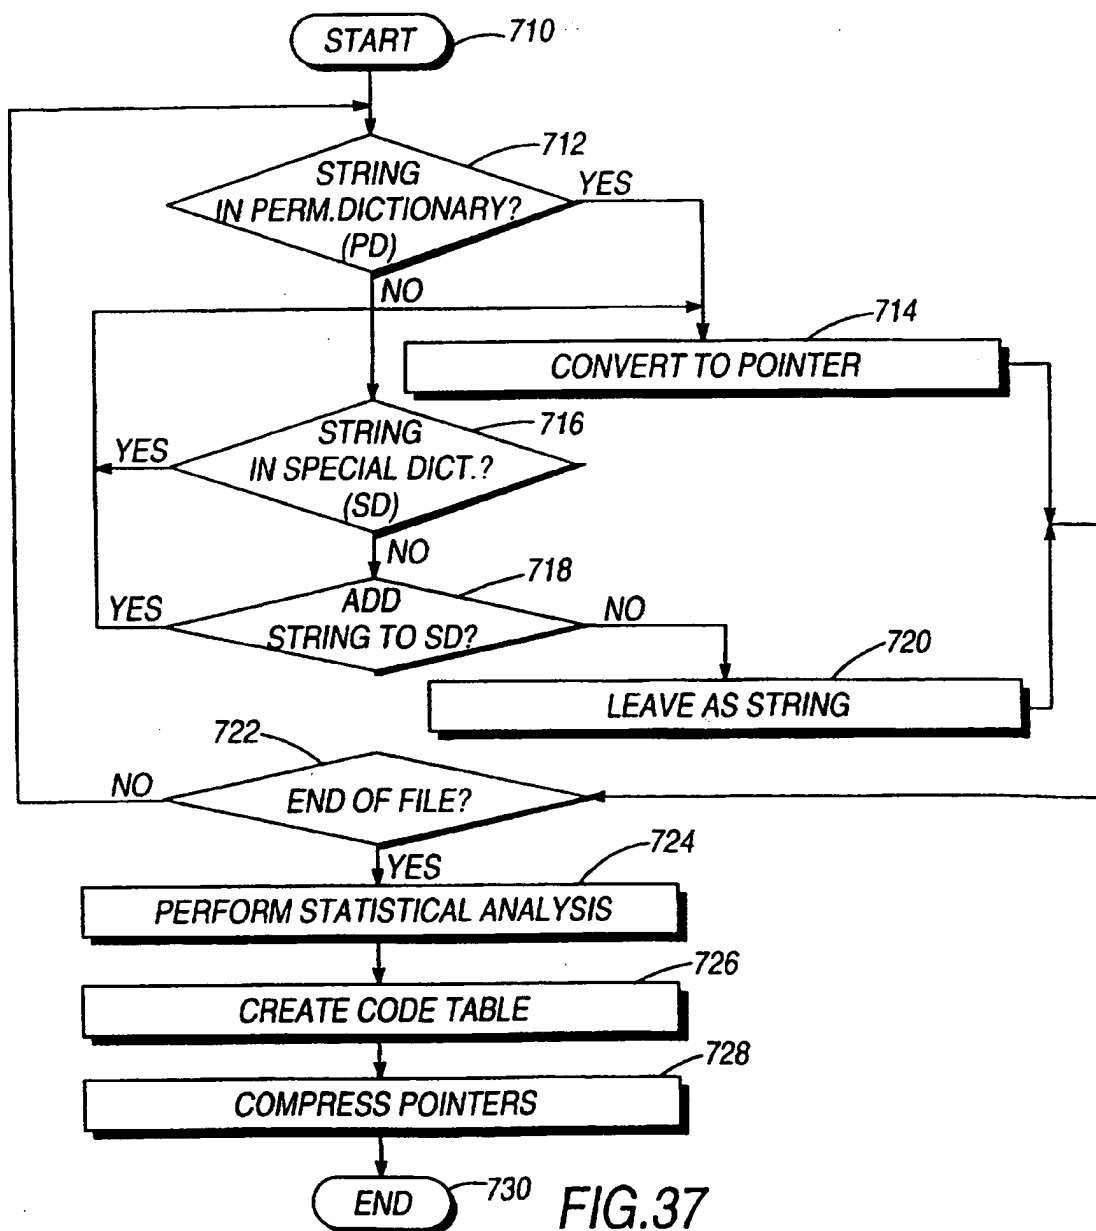 START
710
712
STRING
IN PERM.DICTIONARY?
(PD)
YES
NO
714
CONVERT TO POINTER
716
STRING
IN SPECIAL DICT.?
(SD)
YES
NO
718
ADD
STRING TO SD?
YES
NO
720
LEAVE AS STRING
722
END OF FILE?
NO
YES
724
PERFORM STATISTICAL ANALYSIS
726
CREATE CODE TABLE
728
COMPRESS POINTERS
END
730
FIG.37